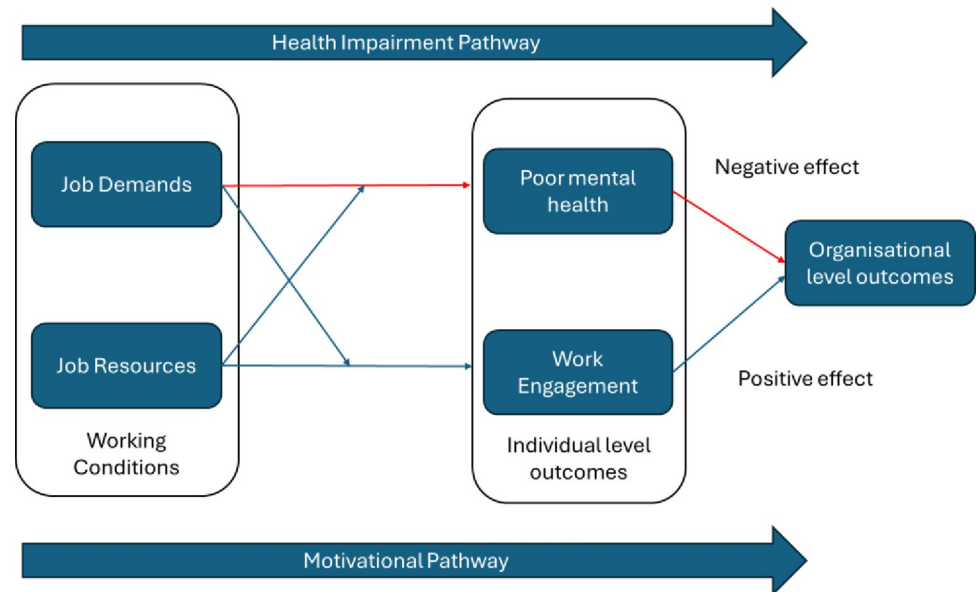 Health Impairment Pathway
Job Demands
Job Resources
Working
Conditions
Poor mental
health
Work
Engagement
Individual level
outcomes
Negative effect
Organisational
level outcomes
Positive effect
Motivational Pathway